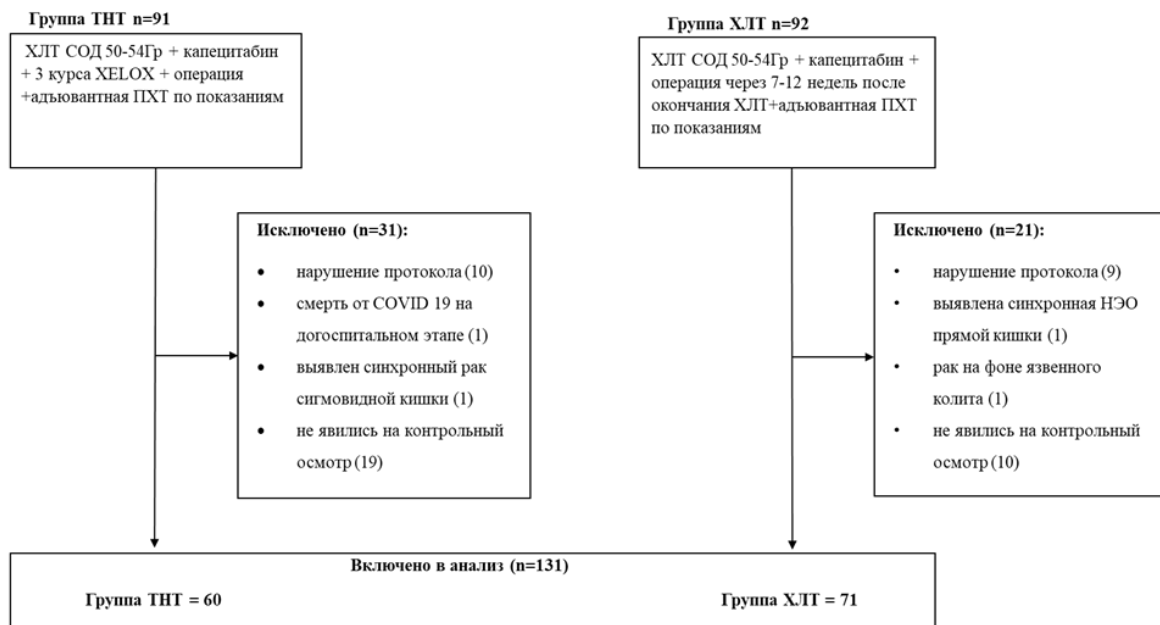 Группа ТНТ n=91
ХЛТ СОД 50-54Гр + капецитабин
+ 3 курса XELOX + операция
+адъювантная ПХТ по показаниям
Группа ХЛТ n=92
ХЛТ СОД 50-54Гр + капецитабин +
операция через 7-12 недель после
окончания ХЛТ+адъювантная ПХТ
по показаниям
Исключено (n=31):
• нарушение протокола (10)
• смерть от COVID 19 на
догоспитальном этапе (1)
• выявлен синхронный рак
сигмовидной кишки (1)
• не явились на контрольный
осмотр (19)
Исключено (n=21):
• нарушение протокола (9)
• выявлена синхронная НЭО
прямой кишки (1)
• рак на фоне язвенного
колита (1)
• не явились на контрольный
осмотр (10)
Включено в анализ (n=131)
Группа ТНТ = 60
Группа ХЛТ = 71